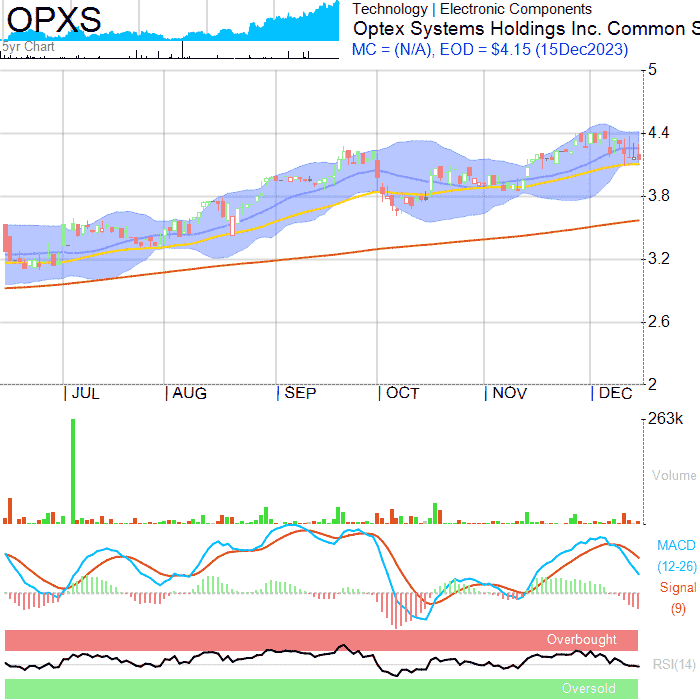 OPXS
5yr Chart
Technology | Electronic Components
Optex Systems Holdings Inc. Common S
MC = (N/A), EOD = $4.15 (15Dec2023)
5
4.4
3.8
3.2
2.6
2
| JUL | AUG | SEP | OCT | NOV | DEC
263k
Volume
MACD
(12-26)
Signal
(9)
Overbought
RSI(14)
Oversold